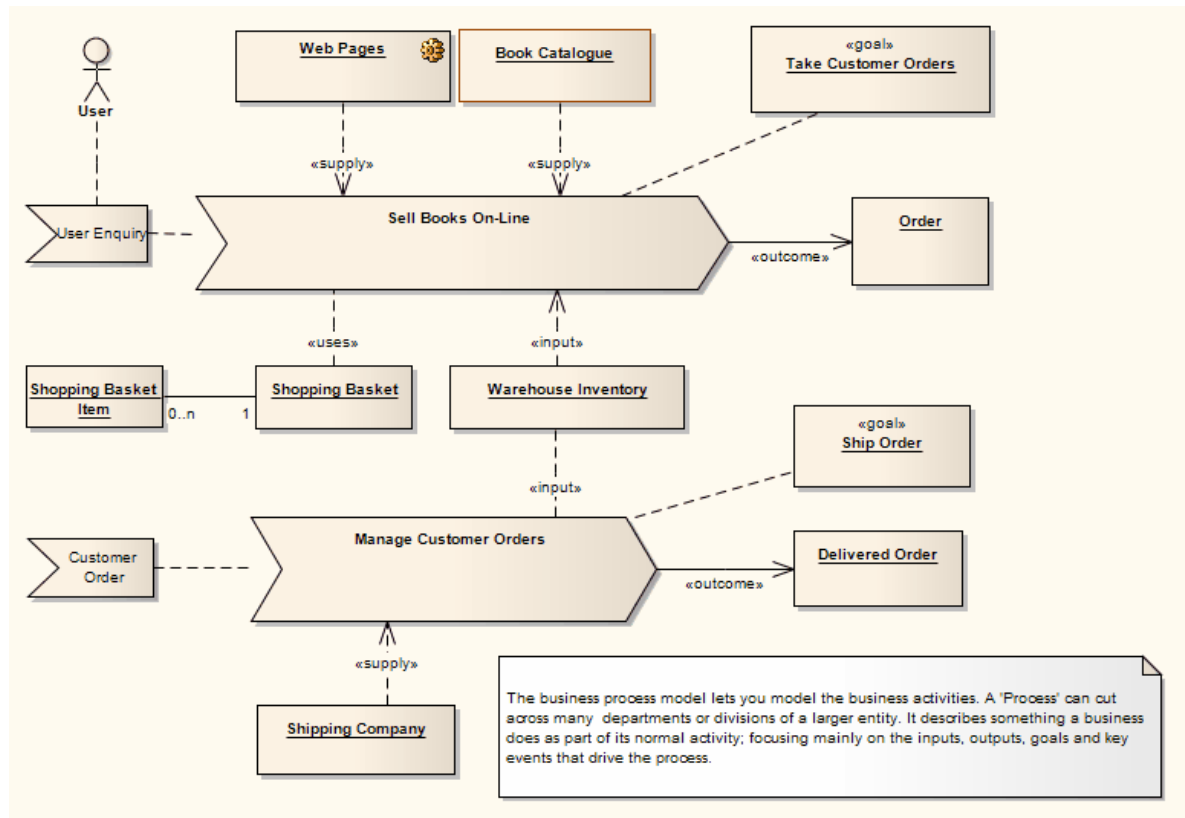 Web Pages
Book Catalogue
«goal»
Take Customer Orders
User
«supply»
«supply»
User Enquiry
Sell Books On-Line
Order
«outcome»
«uses»
«input»
Shopping Basket
Item
0..n
1
Shopping Basket
Warehouse Inventory
«goal»
Ship Order
«input»
Customer
Order
Manage Customer Orders
Delivered Order
«outcome»
«supply»
Shipping Company
The business process model lets you model the business activities. A 'Process' can cut
across many departments or divisions of a larger entity. It describes something a business
does as part of its normal activity; focusing mainly on the inputs, outputs, goals and key
events that drive the process.